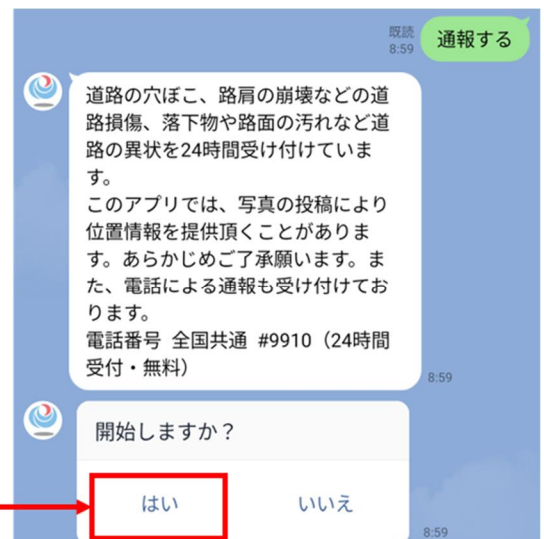 既読
8:59
通報する
道路の穴ぼこ、路肩の崩壊などの道
路損傷、落下物や路面の汚れなど道
路の異状を24時間受け付けていま
す。
このアプリでは、写真の投稿により
位置情報を提供頂くことがありま
す。あらかじめご了承願います。ま
た、電話による通報も受け付けてお
ります。
電話番号 全国共通 #9910（24時間
受付・無料）
8:59
開始しますか？
はい いいえ
8:59